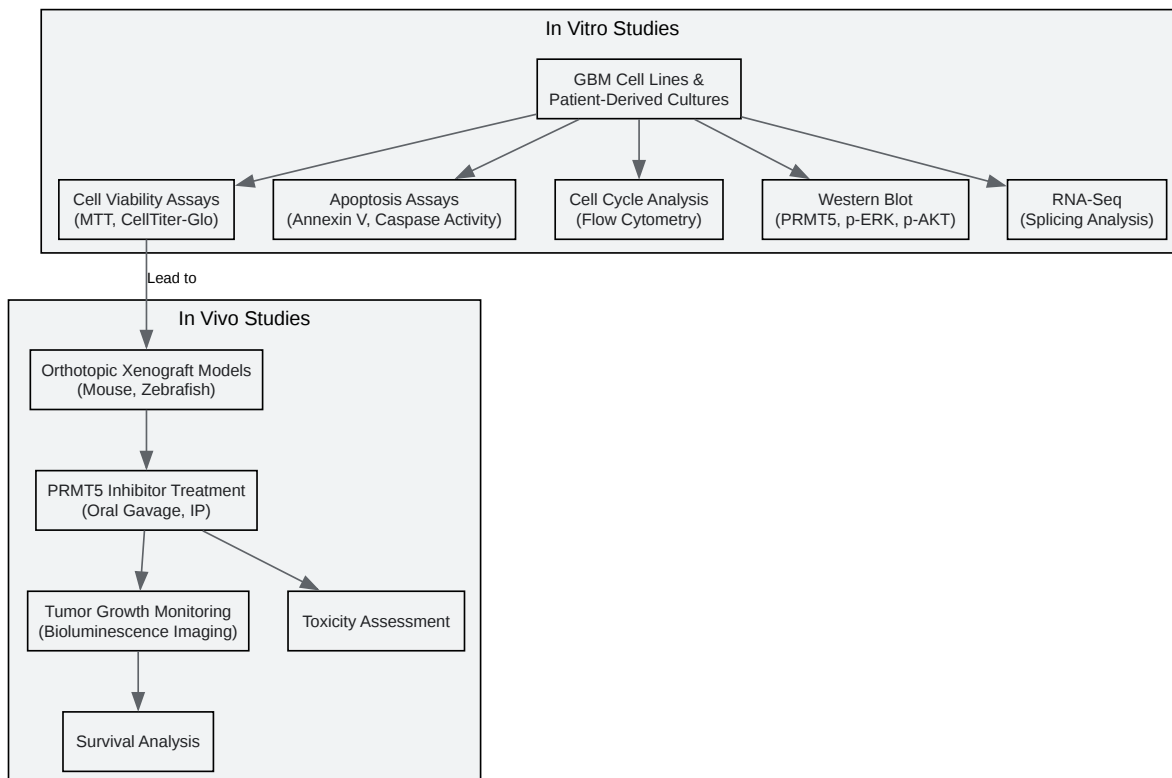 In Vitro Studies
GBM Cell Lines &
Patient-Derived Cultures
Cell Viability Assays
(MTT, CellTiter-Glo)
Apoptosis Assays
(Annexin V, Caspase Activity)
Cell Cycle Analysis
(Flow Cytometry)
Western Blot
(PRMT5, p-ERK, p-AKT)
RNA-Seq
(Splicing Analysis)
Lead to
In Vivo Studies
Orthotopic Xenograft Models
(Mouse, Zebrafish)
PRMT5 Inhibitor Treatment
(Oral Gavage, IP)
Tumor Growth Monitoring
(Bioluminescence Imaging)
Toxicity Assessment
Survival Analysis